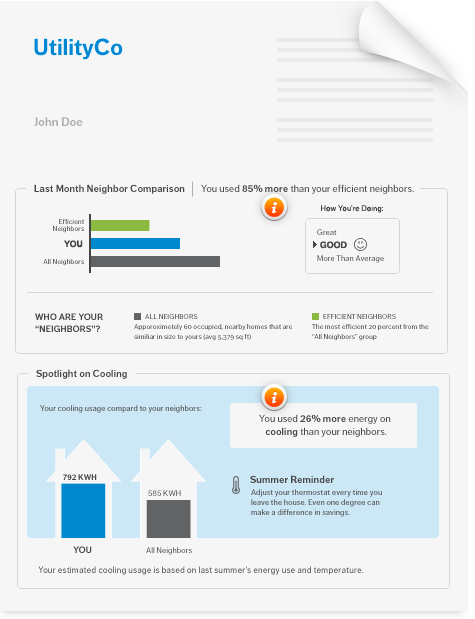 UtilityCo
John Doe
Last Month Neighbor Comparison | You used 85% more than your efficient neighbors.
Efficient
Neighbors
YOU
All Neighbors
How You're Doing:
Great
GOOD
More Than Average
WHO ARE YOUR
"NEIGHBORS"?
ALL NEIGHBORS
Apporoximately 60 occupied, nearby homes that are
similiar in size to yours (avg 5,379 sq ft)
EFFICIENT NEIGHBORS
The most efficient 20 percent from the
"All Neighbors" group
Spotlight on Cooling
Your cooling usage compard to your neighbors:
792 KWH
585 KWH
YOU
All Neighbors
You used 26% more energy on
cooling than your neighbors.
Summer Reminder
Adjust your thermostat every time you
leave the house. Even one degree can
make a difference in savings.
Your estimated cooling usage is based on last summer's energy use and temperature.